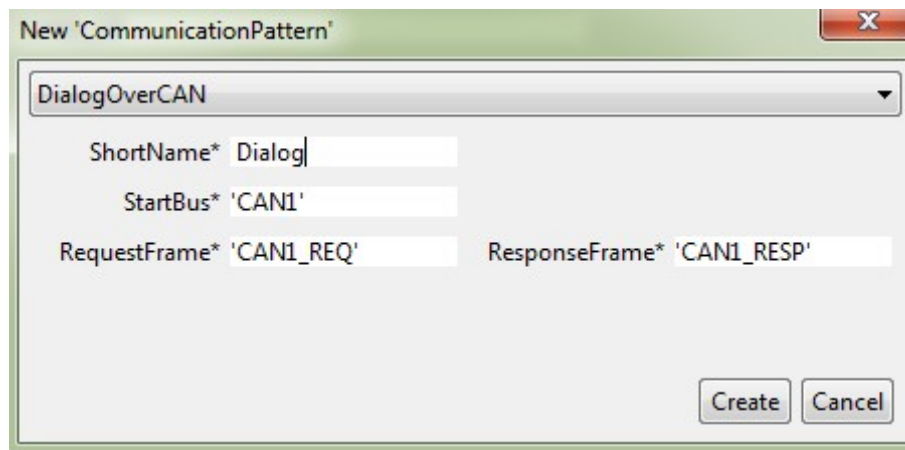 New 'CommunicationPattern'
DialogOverCAN
ShortName* Dialog
StartBus* 'CAN1'
RequestFrame* 'CAN1_REQ' ResponseFrame* 'CAN1_RESP'
Create Cancel